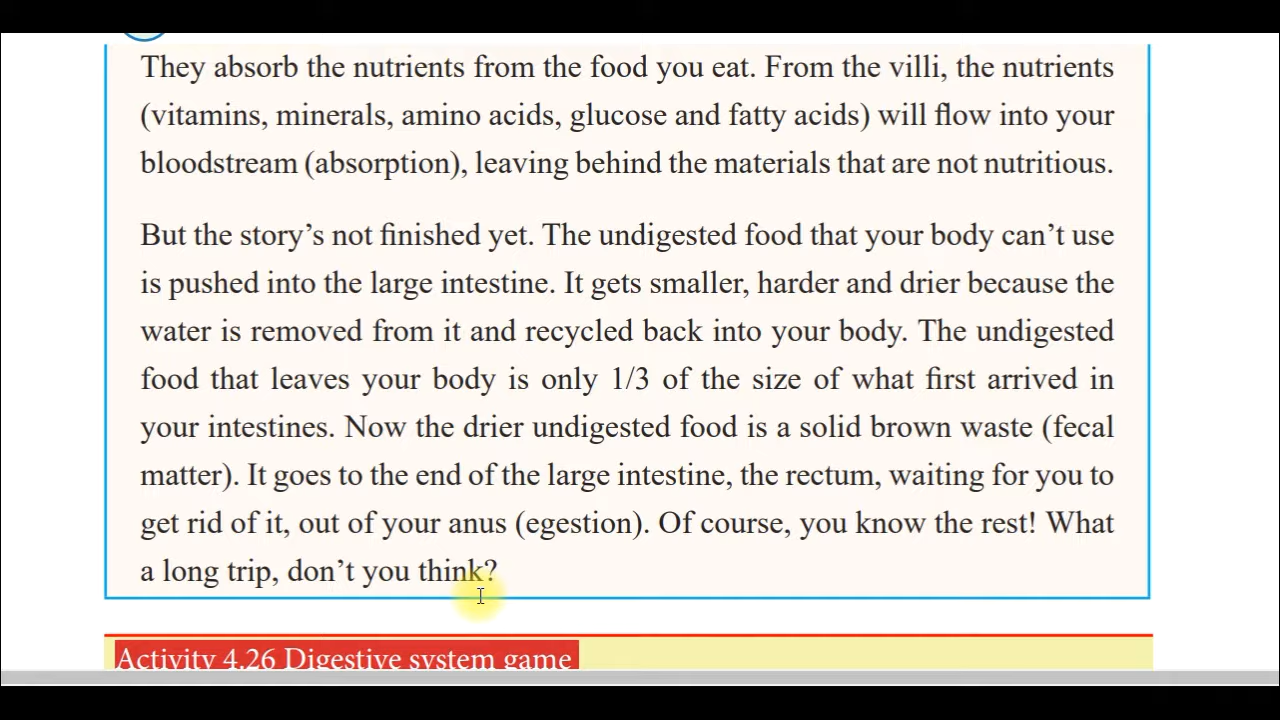 They absorb the nutrients from the food you eat. From the villi, the nutrients
(vitamins, minerals, amino acids, glucose and fatty acids) will flow into your
bloodstream (absorption), leaving behind the materials that are not nutritious.
But the story’s not finished yet. The undigested food that your body can’t use
is pushed into the large intestine. It gets smaller, harder and drier because the
water is removed from it and recycled back into your body. The undigested
food that leaves your body is only 1/3 of the size of what first arrived in
your intestines. Now the drier undigested food is a solid brown waste (fecal
matter). It goes to the end of the large intestine, the rectum, waiting for you to
get rid of it, out of your anus (egestion). Of course, you know the rest! What
a long trip, don’t you think?
Activity 4.26 Digestive system game